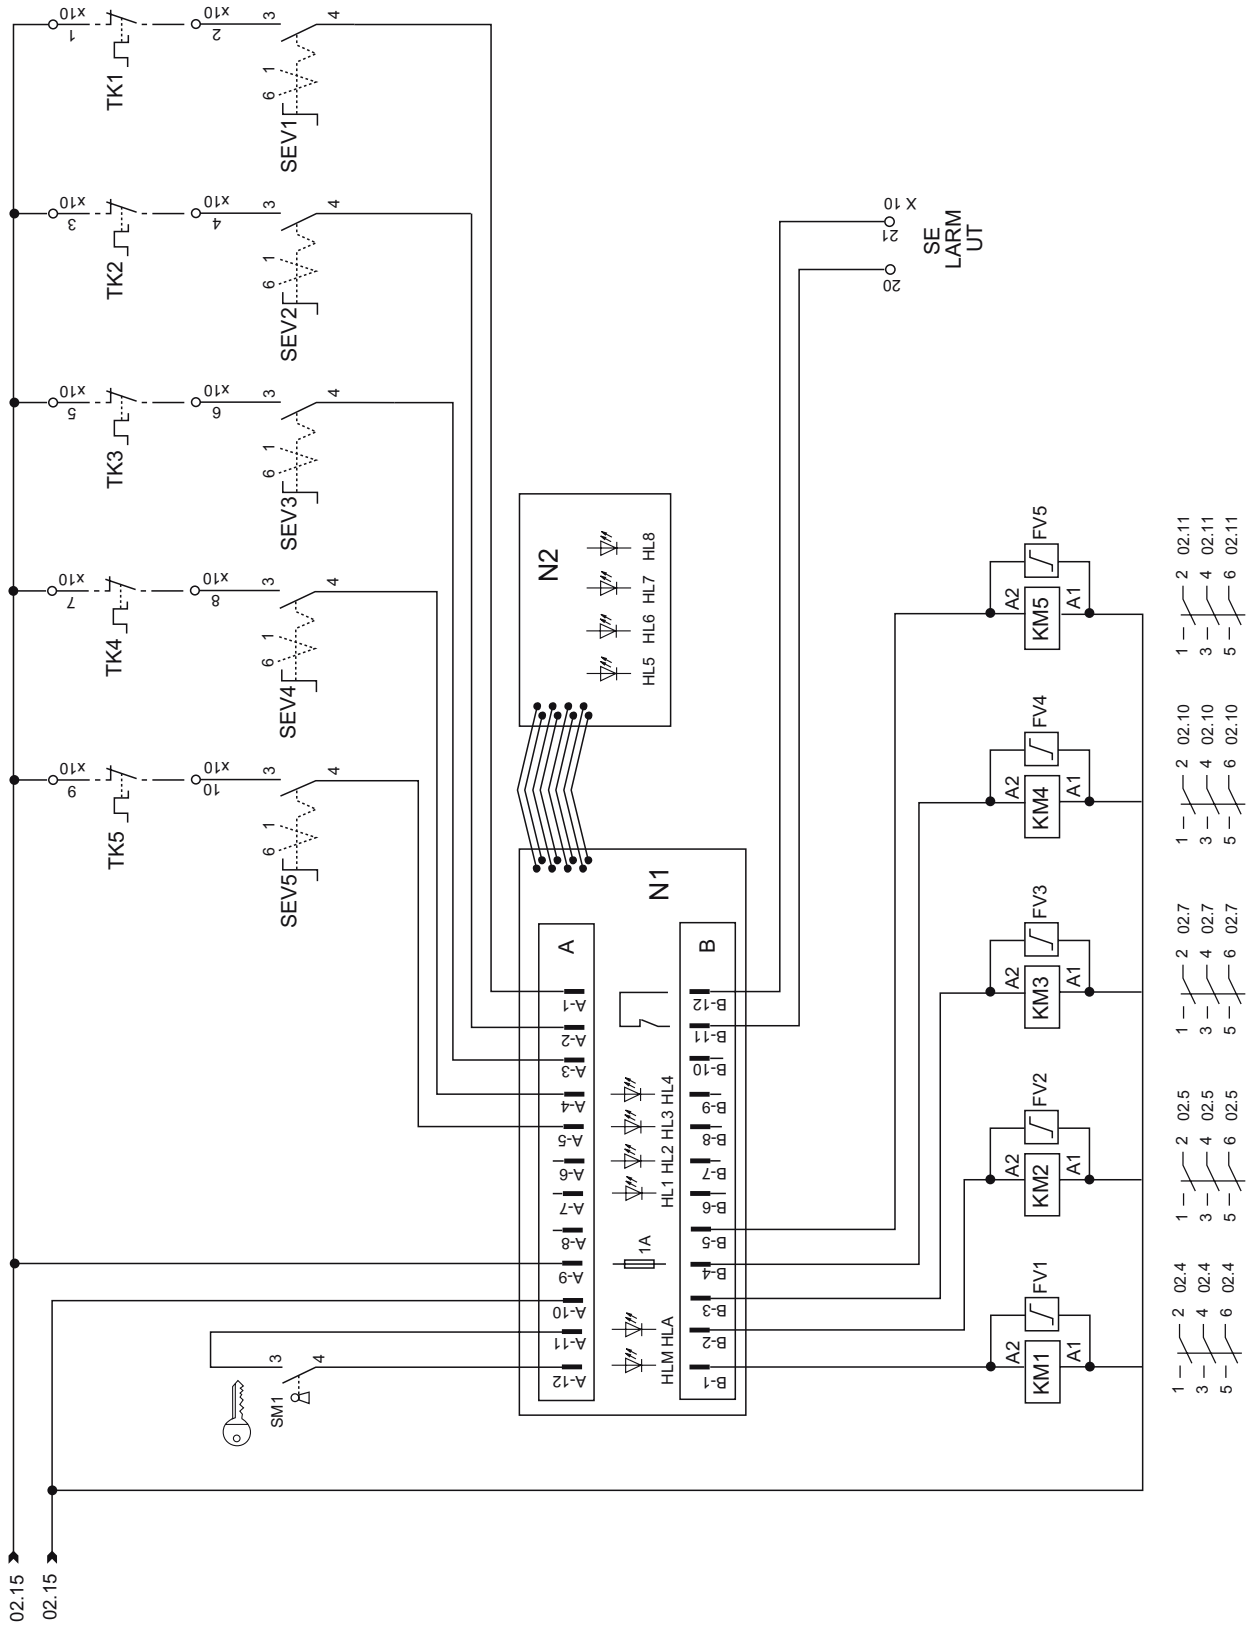 x10
1
TK1
x10
2
3
4
1
6
SEV1
x10
3
TK2
x10
4
3
4
1
6
SEV2
x10
5
TK3
x10
6
3
4
1
6
SEV3
x10
7
TK4
x10
8
3
4
1
6
SEV4
x10
9
TK5
x10
10
3
4
1
6
SEV5
X 10
21
20
SE
LARM
UT
N2
HL5
HL6
HL7
HL8
N1
A
A-1
A-2
A-3
A-4
A-5
A-6
A-7
A-8
A-9
A-10
A-11
A-12
HL1
HL2
HL3
HL4
1A
HLM
HLA
B
B-12
B-11
B-10
B-9
B-8
B-7
B-6
B-5
B-4
B-3
B-2
B-1
3
4
SM1
02.15
02.15
A2
KM1
A1
FV1
1 2 02.4
3 4 02.4
5 6 02.4
A2
KM2
A1
FV2
1 2 02.5
3 4 02.5
5 6 02.5
A2
KM3
A1
FV3
1 2 02.7
3 4 02.7
5 6 02.7
A2
KM4
A1
FV4
1 2 02.10
3 4 02.10
5 6 02.10
A2
KM5
A1
FV5
1 2 02.11
3 4 02.11
5 6 02.11